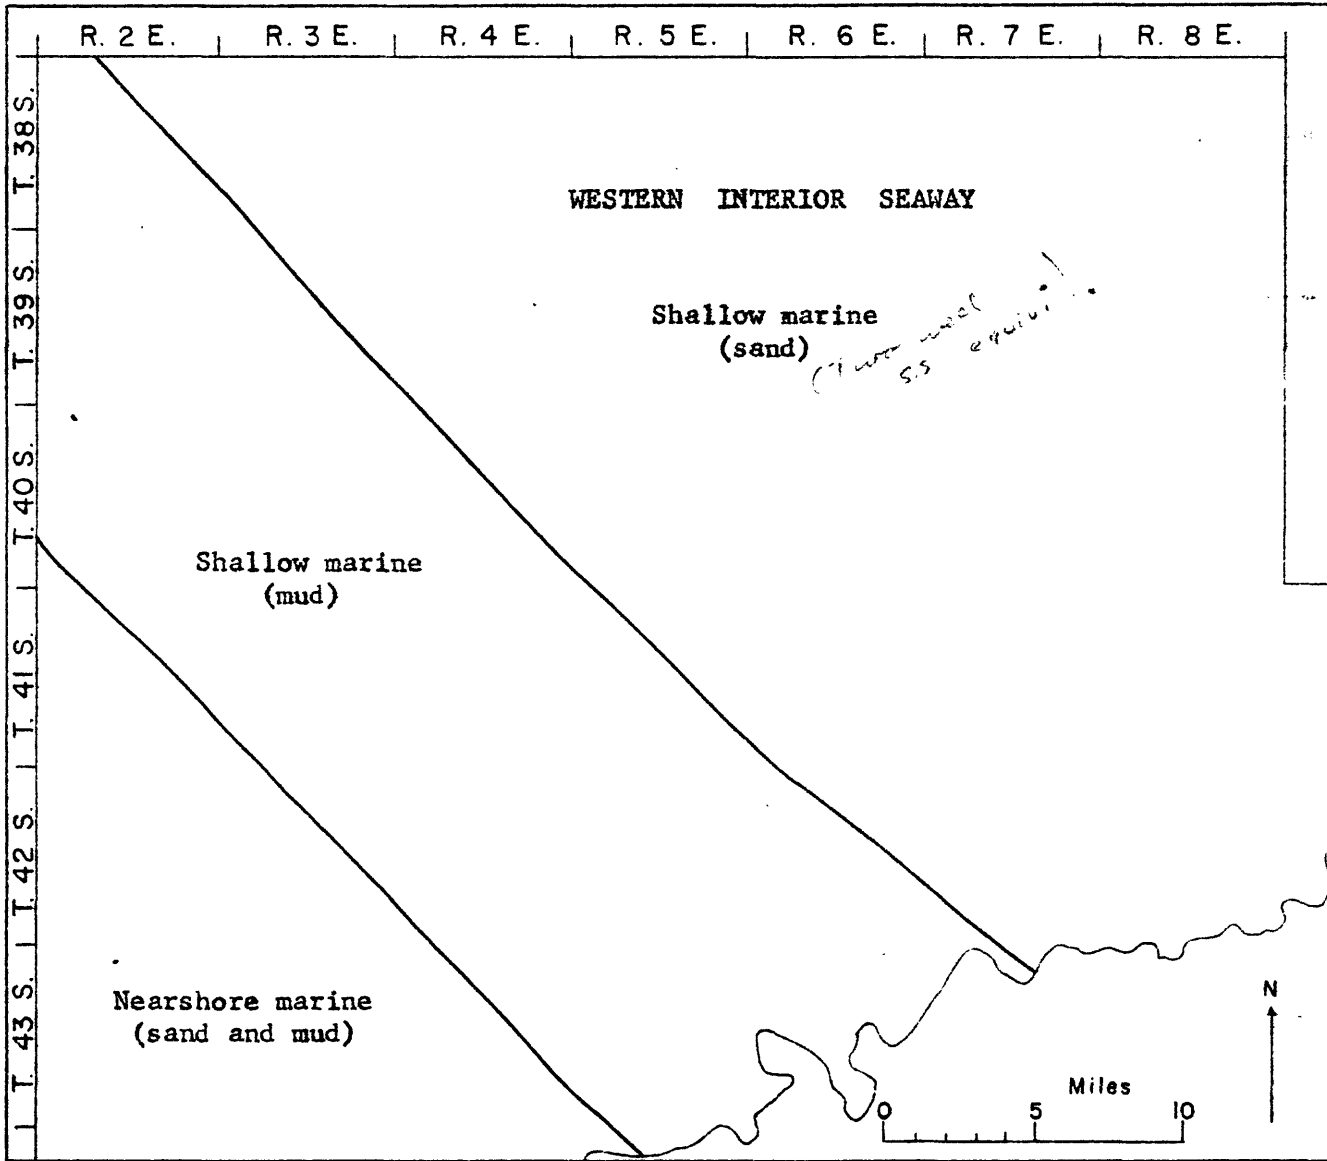 R. 2 E. R. 3 E. R. 4 E. R. 5 E. R. 6 E. R. 7 E. R. 8 E.
T. 38 S.
T. 39 S.
T. 40 S.
T. 41 S.
T. 42 S.
T. 43 S.
WESTERN INTERIOR SEAWAY
Shallow marine
(sand)
s.s equiv.)
Shallow marine
(mud)
Nearshore marine
(sand and mud)
N
Miles
0 5 10